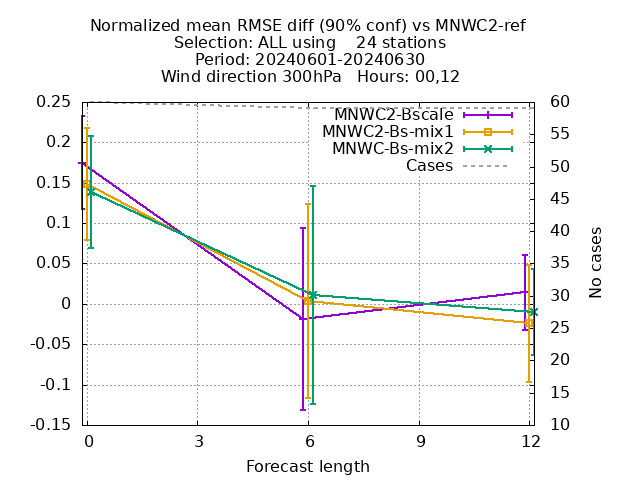 Normalized mean RMSE diff (90% conf) vs MNWC2-ref
Selection: ALL using    24 stations
Period: 20240601-20240630
Wind direction 300hPa   Hours: 00,12
MNWC2-Bscale
MNWC2-Bs-mix1
MNWC-Bs-mix2
Cases
0.25
0.2
0.15
0.1
0.05
0
-0.05
-0.1
-0.15
60
55
50
45
40
35
30
25
20
15
10
No cases
0 3 6 9 12
Forecast length